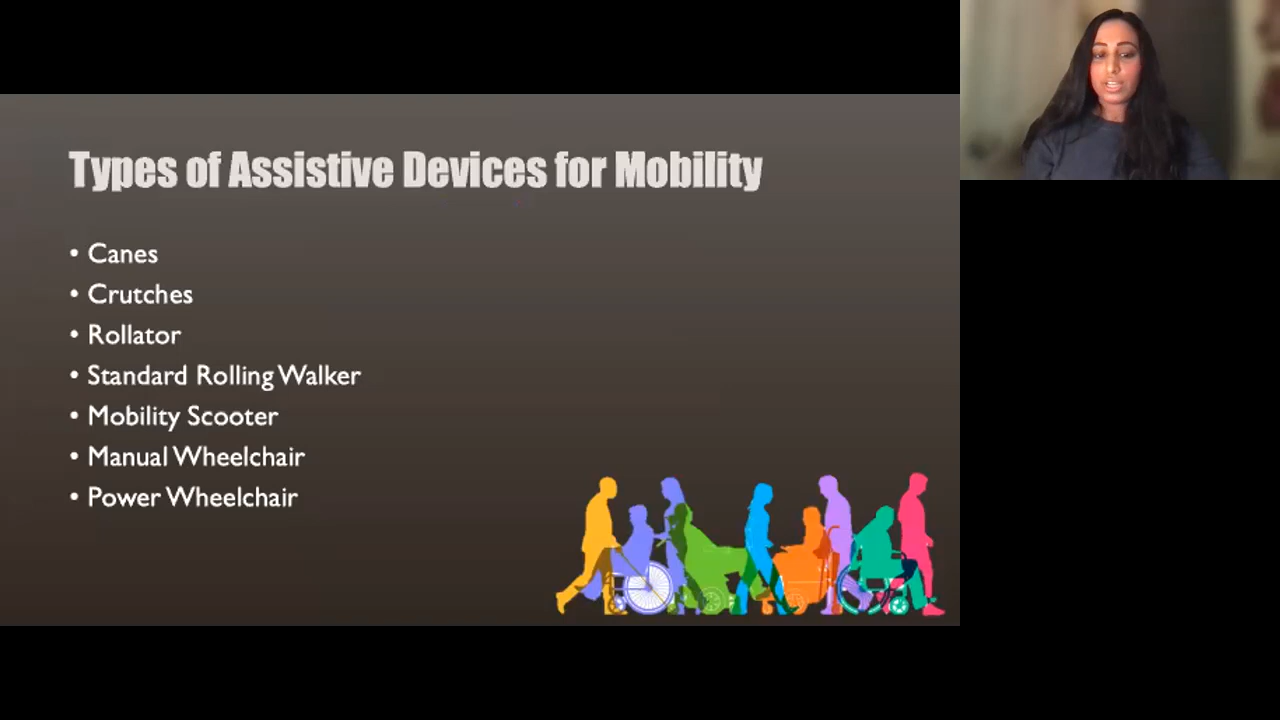 Types of Assistive Devices for Mobility
• Canes
• Crutches
• Rollator
• Standard Rolling Walker
• Mobility Scooter
• Manual Wheelchair
• Power Wheelchair